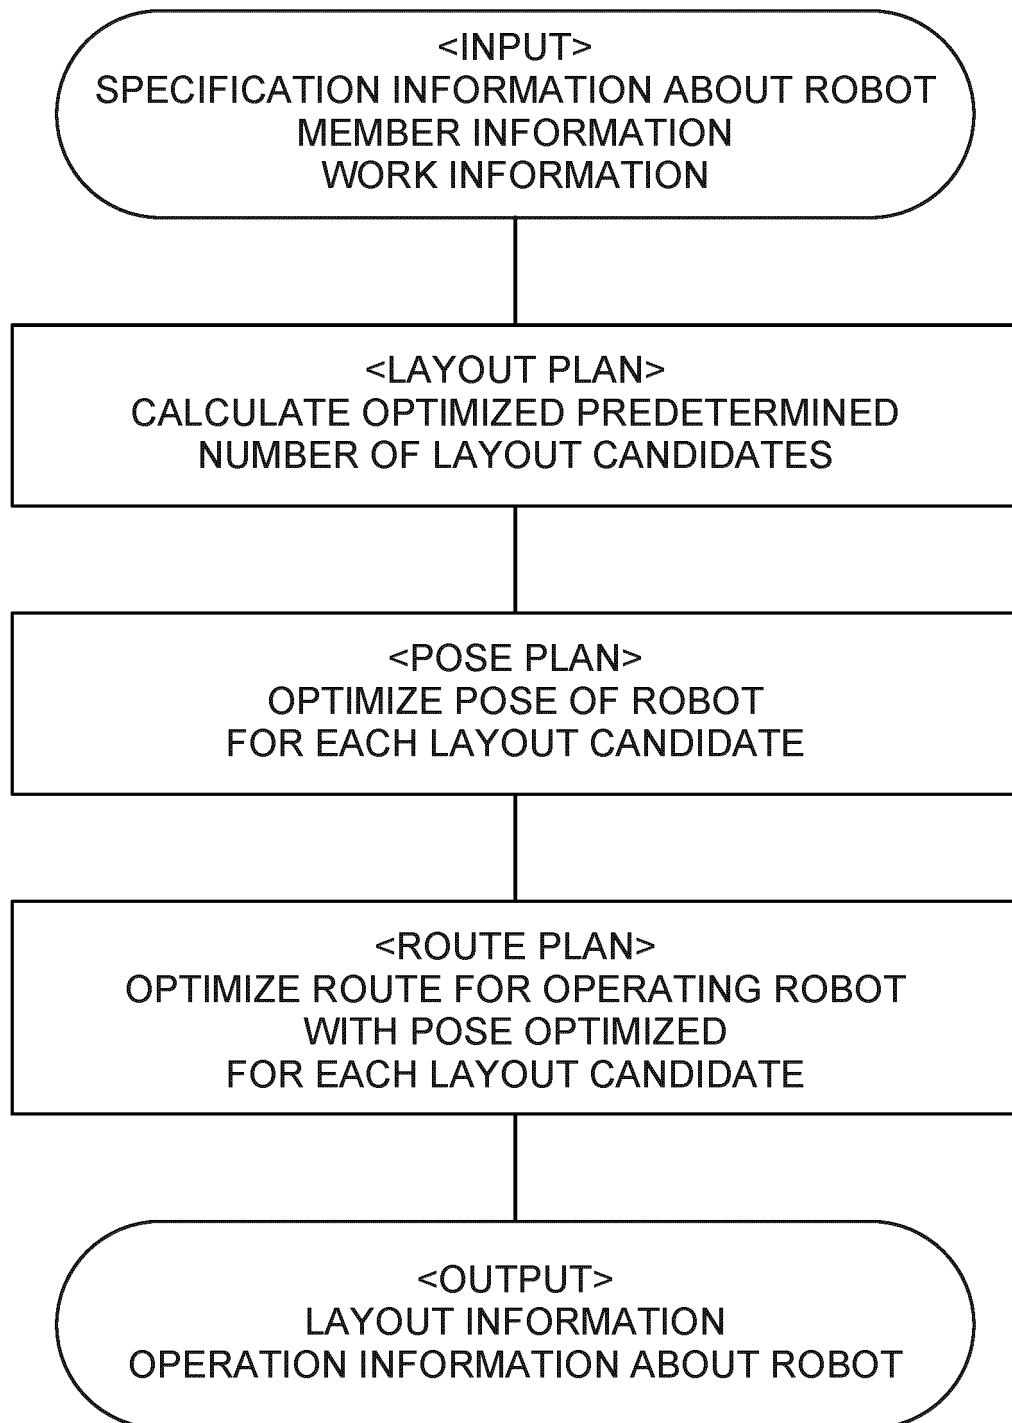 <INPUT>
SPECIFICATION INFORMATION ABOUT ROBOT
MEMBER INFORMATION
WORK INFORMATION
<LAYOUT PLAN>
CALCULATE OPTIMIZED PREDETERMINED
NUMBER OF LAYOUT CANDIDATES
<POSE PLAN>
OPTIMIZE POSE OF ROBOT
FOR EACH LAYOUT CANDIDATE
<ROUTE PLAN>
OPTIMIZE ROUTE FOR OPERATING ROBOT
WITH POSE OPTIMIZED
FOR EACH LAYOUT CANDIDATE
<OUTPUT>
LAYOUT INFORMATION
OPERATION INFORMATION ABOUT ROBOT